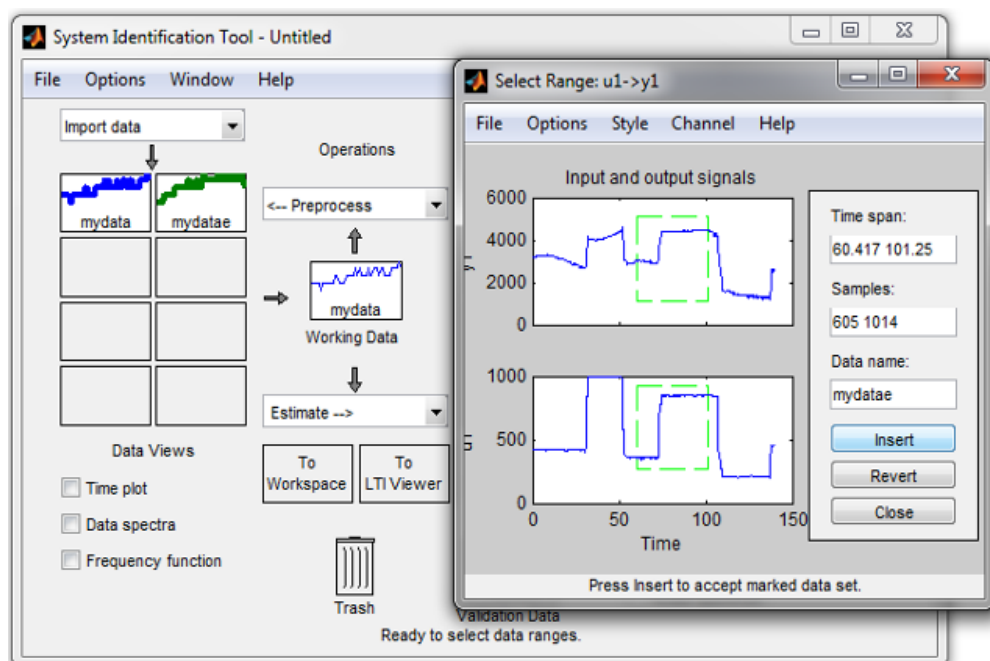 System Identification Tool - Untitled
File Options Window Help
Import data
mydata mydatae
Operations
<-- Preprocess
mydata
Working Data
Estimate -->
Data Views
Time plot
Data spectra
Frequency function
To Workspace
To LTI Viewer
Trash
Validation Data
Ready to select data ranges.
Select Range: u1->y1
File Options Style Channel Help
Input and output signals
6000
4000
2000
0
y1
1000
500
0
u1
0 50 100 150
Time
Time span:
60.417 101.25
Samples:
605 1014
Data name:
mydatae
Insert
Revert
Close
Press Insert to accept marked data set.